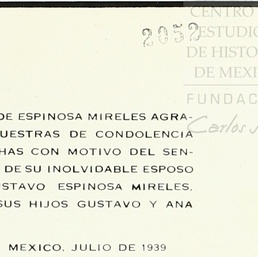 CENTRO
2052
ESTUDIO
DE HISTO
DE MEXI
FUNDAC
Carlos
DE ESPINOSA MIRELES AGRA-
UESTRAS DE CONDOLENCIA
HAS CON MOTIVO DEL SEN-
DE SU INOLVIDABLE ESPOSO
STAVO ESPINOSA MIRELES,
SUS HIJOS GUSTAVO Y ANA
MEXICO, JULIO DE 1939